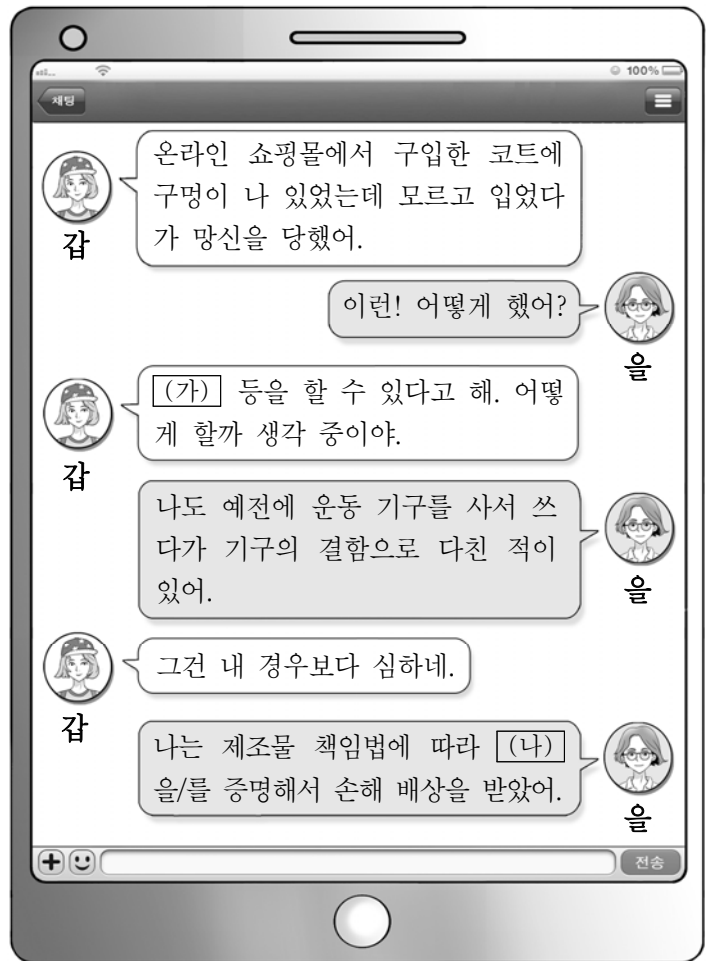 100%
채팅
온라인 쇼핑몰에서 구입한 코트에
구멍이 나 있었는데 모르고 입었다
가 망신을 당했어.
갑
이런! 어떻게 했어?
을
(가) 등을 할 수 있다고 해. 어떻
게 할까 생각 중이야.
갑
나도 예전에 운동 기구를 사서 쓰
다가 기구의 결함으로 다친 적이
있어.
을
그건 내 경우보다 심하네.
갑
나는 제조물 책임법에 따라 (나)
을/를 증명해서 손해 배상을 받았어.
을
전송